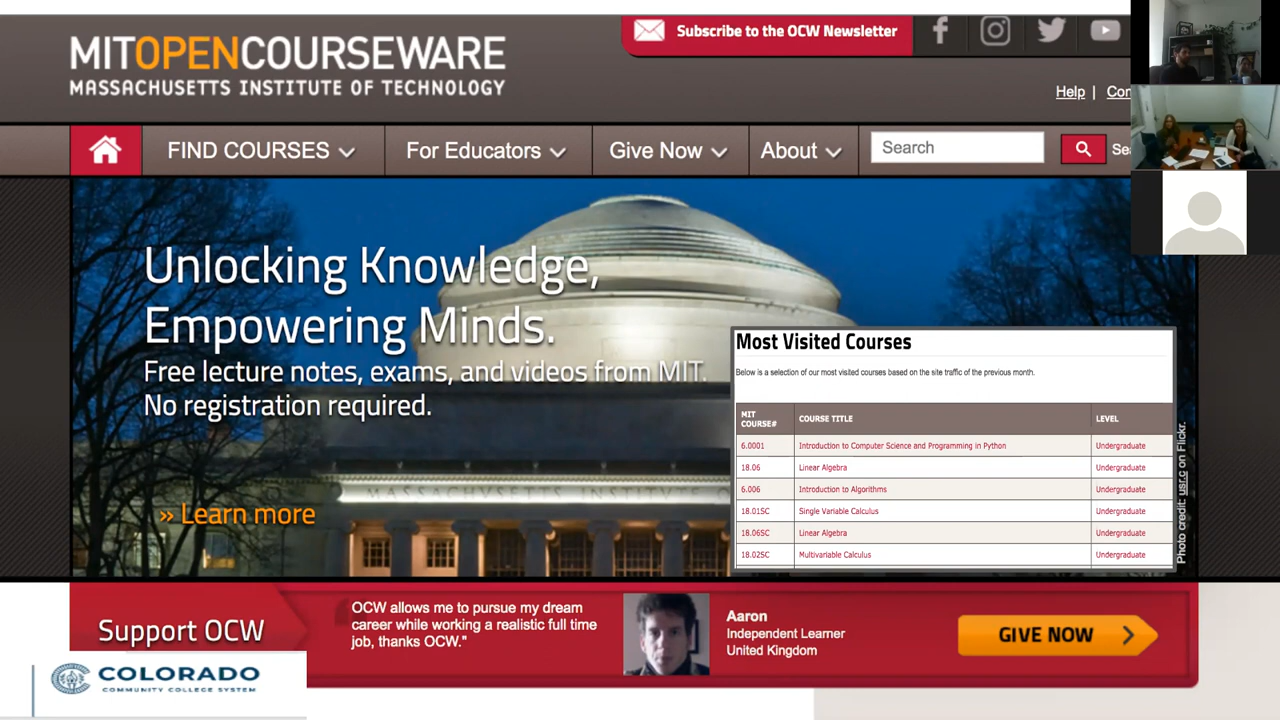 Subscribe to the OCW Newsletter
MITOPENCOURSEWARE
MASSACHUSETTS INSTITUTE OF TECHNOLOGY
Help |
FIND COURSES
For Educators
Give Now
About
Search
Unlocking Knowledge,
Empowering Minds.
Free lecture notes, exams, and videos from MIT.
No registration required.
» Learn more
MASSACHUSETTS
Most Visited Courses
Below is a selection of our most visited courses based on the site traffic of the previous month.
MIT COURSE# COURSE TITLE LEVEL
6.0001 Introduction to Computer Science and Programming in Python Undergraduate
18.06 Linear Algebra Undergraduate
6.006 Introduction to Algorithms Undergraduate
18.01SC Single Variable Calculus Undergraduate
18.06SC Linear Algebra Undergraduate
18.02SC Multivariable Calculus Undergraduate
Photo credit: usr.c on Flickr.
Support OCW
OCW allows me to pursue my dream
career while working a realistic full time
job, thanks OCW."
Aaron
Independent Learner
United Kingdom
GIVE NOW
COLORADO
COMMUNITY COLLEGE SYSTEM